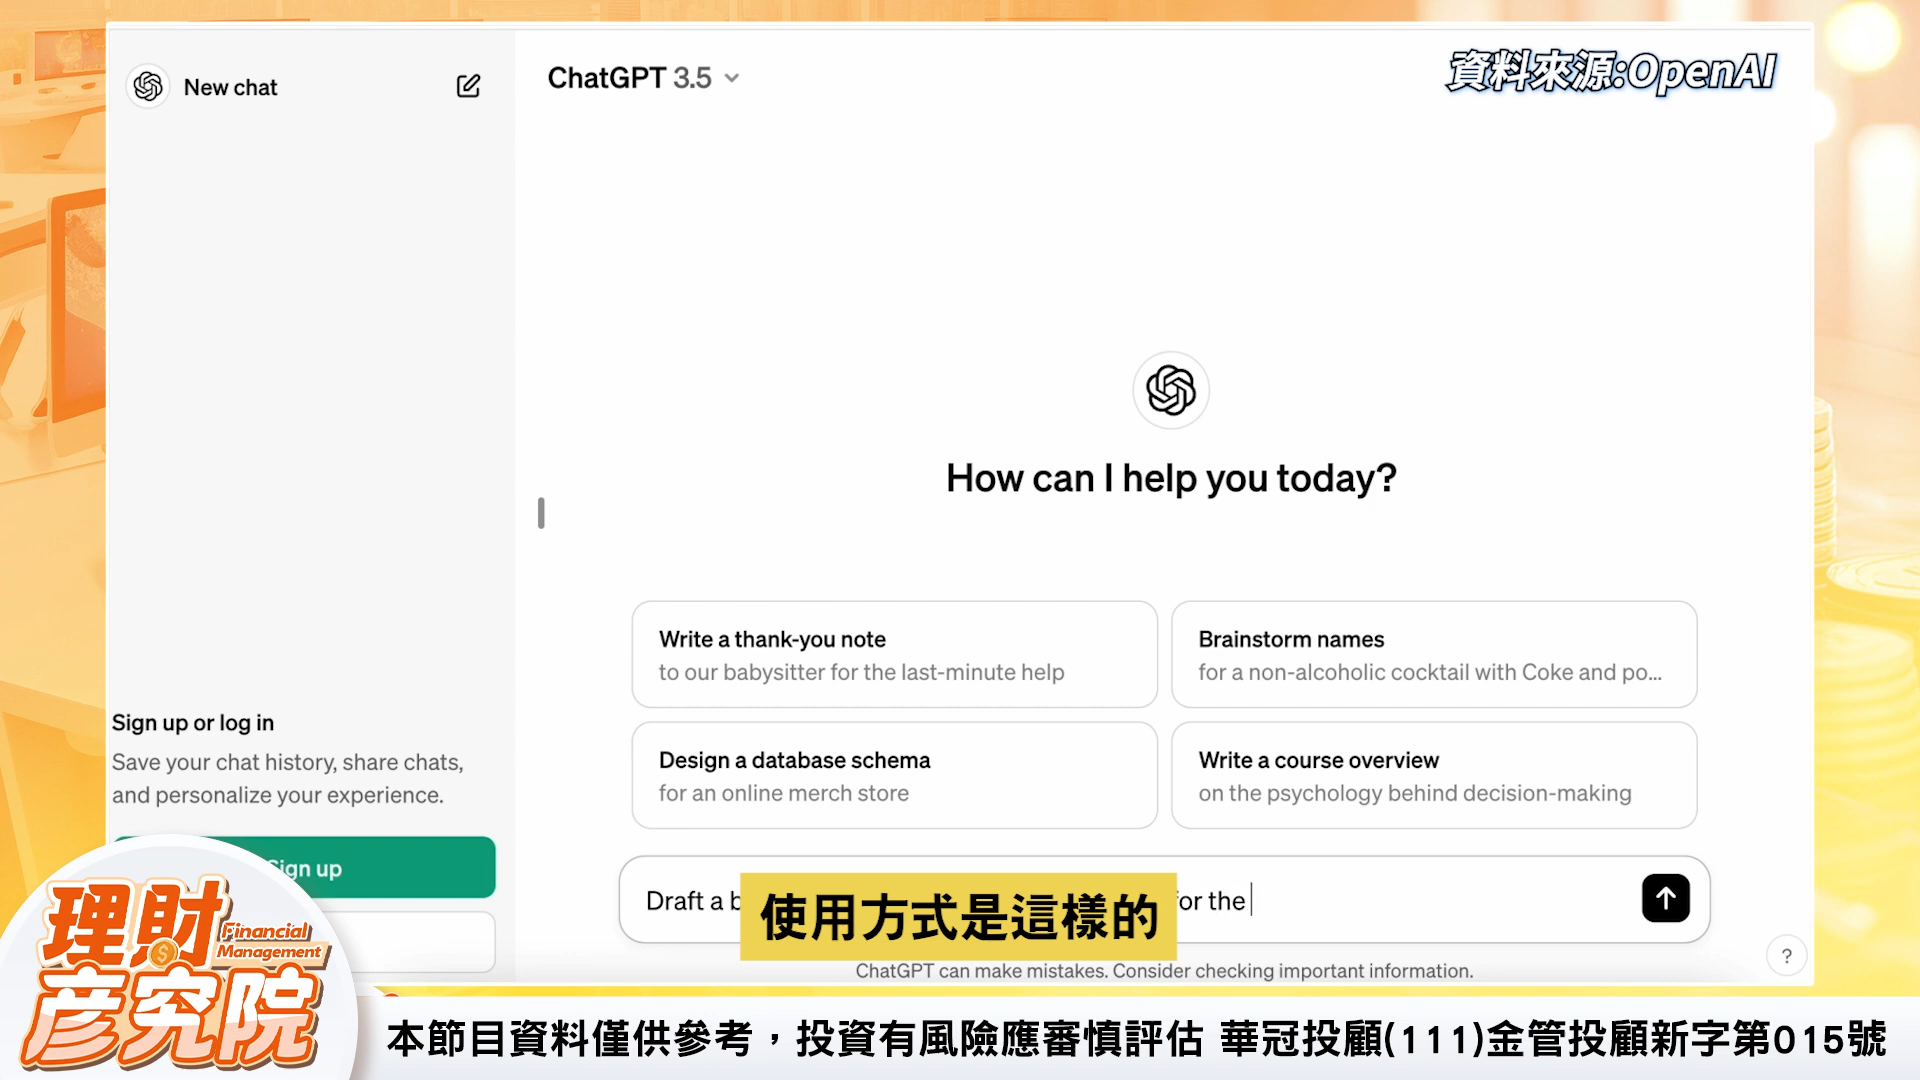 New chat
ChatGPT 3.5
資料來源:OpenAI
How can I help you today?
Write a thank-you note
to our babysitter for the last-minute help
Brainstorm names
for a non-alcoholic cocktail with Coke and po...
Design a database schema
for an online merch store
Write a course overview
on the psychology behind decision-making
Sign up or log in
Save your chat history, share chats,
and personalize your experience.
Sign up
Draft a
for the
使用方式是這樣的
ChatGPT can make mistakes. Consider checking important information.
?
理財
Financial
Management
彥究院
本節目資料僅供參考，投資有風險應審慎評估 華冠投顧(111)金管投顧新字第015號